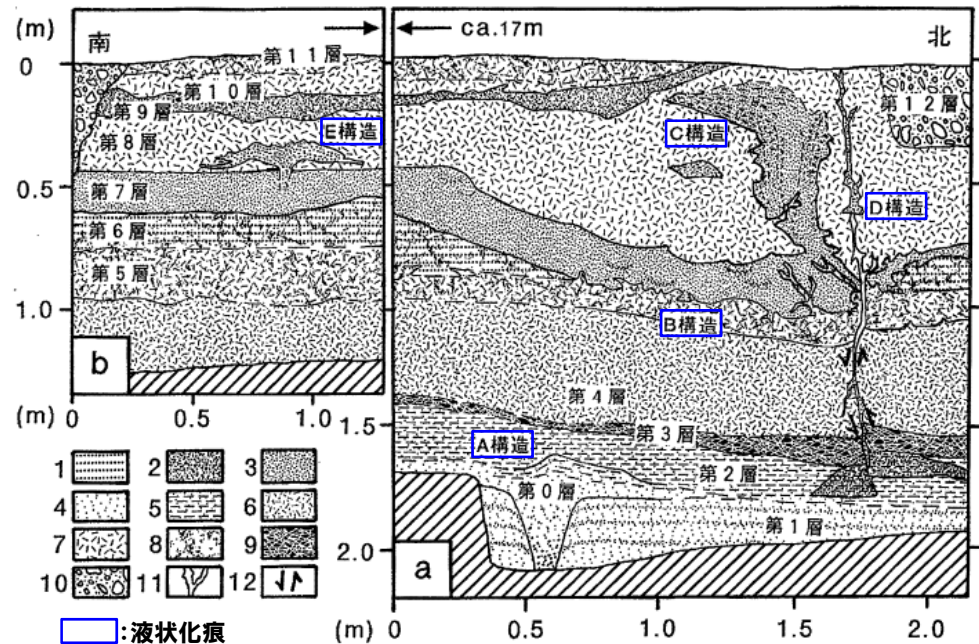 (m)
南
ca.17m
北
0
第11層
第10層
第9層
第8層
E構造
C構造
第12層
0.5
第7層
D構造
第6層
第5層
1.0
B構造
b
第4層
0
0.5
1.0
(m)
1.5
第3層
A構造
第2層
第0層
第1層
1
2
3
4
5
6
7
8
9
10
11
12
2.0
a
:液状化痕
(m)
0
0.5
1.0
1.5
2.0